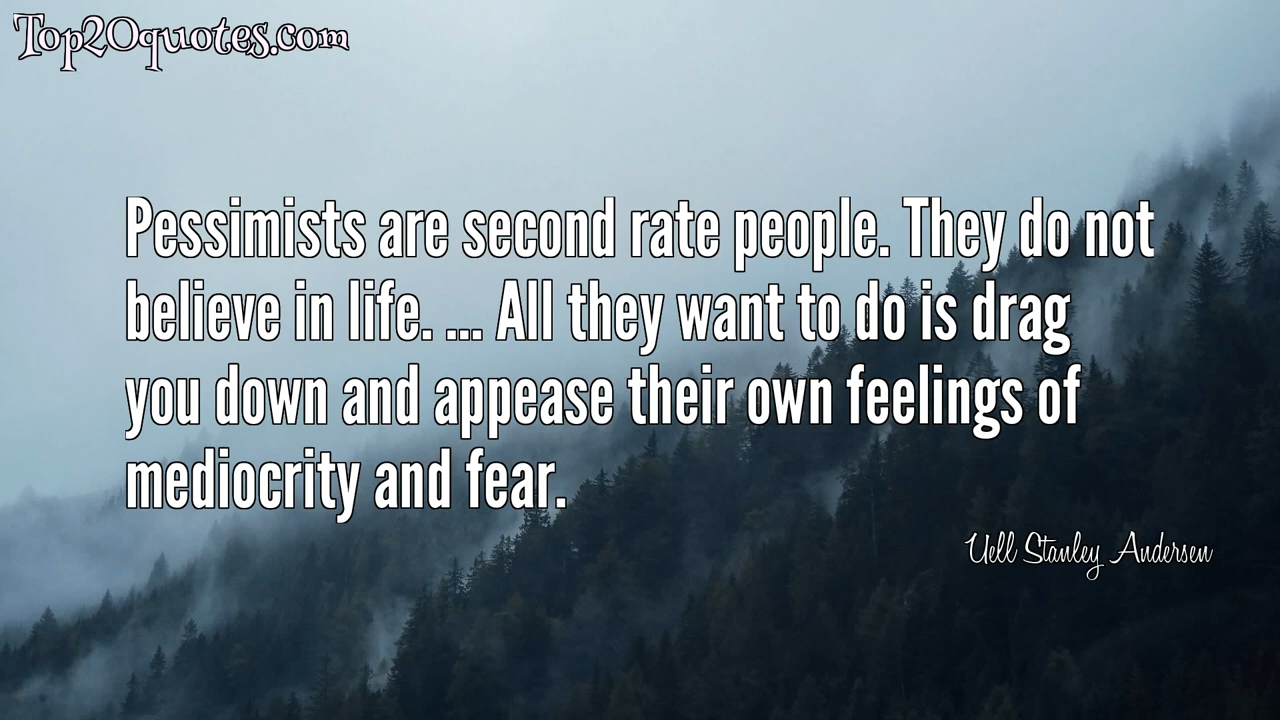 Top20quotes.com
Pessimists are second rate people. They do not
believe in life. ... All they want to do is drag
you down and appease their own feelings of
mediocrity and fear.
Uell Stanley Andersen